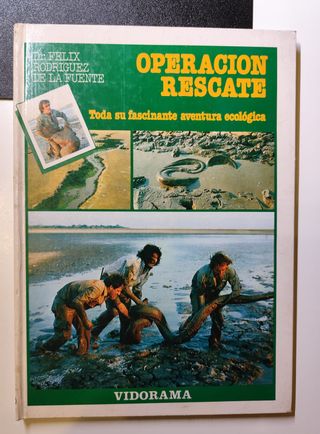 Dr. FELIX
RODRIGUEZ
DE LA FUENTE
OPERACION
RESCATE
Toda su fascinante aventura ecológica
VIDORAMA